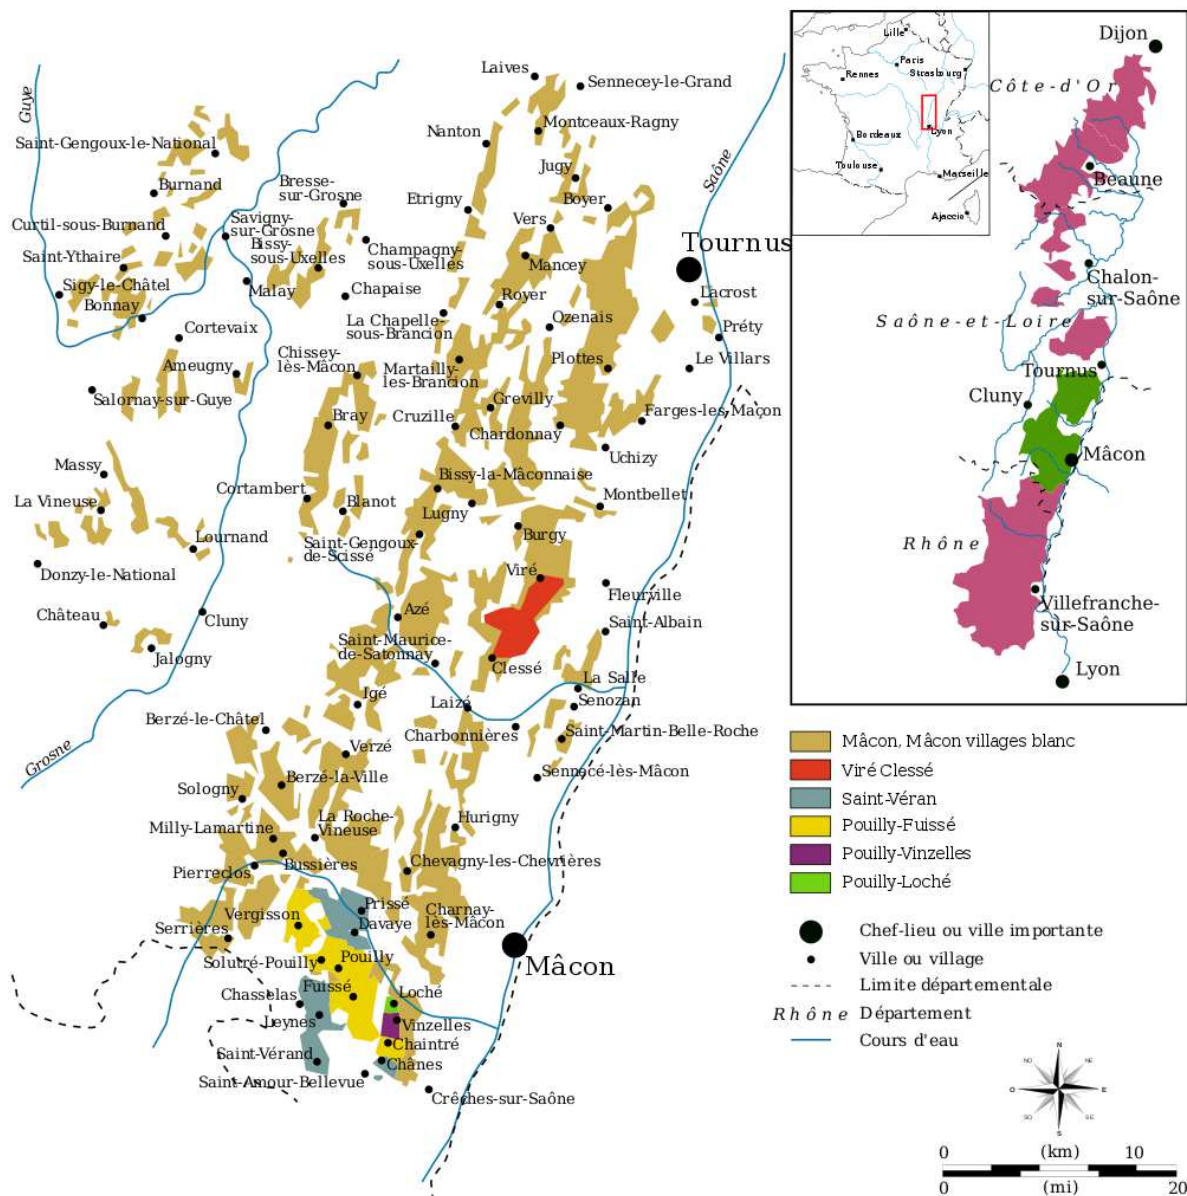 Laives
Sennecey-le-Grand
Guye
Montceaux-Ragny
Nanton
Saint-Gengoux-le-National
Jugy
Saône
Burnand
Bresse-
sur-Grosne
Etrigny
Boyer
Curtil-sous-Burnand
Savigny-
sur-Grosne
Vers
Bissy-
sous-Uxelles
Champagny-
sous-Uxelles
Tournus
Saint-Ythaire
Mancey
Sigy-le-Châtel
Malay
Chapaise
Royer
Lacrost
Bonnay
La Chapelle-
sous-Brancion
Ozenais
Cortevaix
Préty
Chissey-
lès-Mâcon
Ameugny
Martailly-
les-Brancion
Plottes
Le Villars
Salornay-sur-Guye
Grevilly
Bray
Cruzille
Farges-les-Maçon
Chardonnay
Uchizy
Massy
Bissy-la-Mâconnaise
Cortambert
La Vineuse
Blanot
Lugny
Montbellet
Burgy
Lournand
Saint-Gengoux-
de-Scissé
Donzy-le-National
Viré
Fleurville
Château
Cluny
Azé
Saint-Albain
Saint-Maurice-
de-Satonnay
Jalogny
Clessé
La Salle
Igé
Laizé
Senozan
Berzé-le-Châtel
Charbonnières
Saint-Martin-Belle-Roche
Grosne
Verzé
Sennecé-lès-Mâcon
Berzé-la-Ville
Sologny
La Roche-
Vineuse
Hurigny
Milly-Lamartine
Bussières
Chevagny-les-Chevrières
Pierreclos
Prissé
Vergisson
Charnay-
lès-Mâcon
Serrières
Davaye
Solutré-Pouilly
Pouilly
Mâcon
Fuissé
Chasselas
Loché
Leynes
Vinzelles
Chaintré
Saint-Vérand
Chânes
Saint-Amour-Bellevue
Crêches-sur-Saône
Lille
Paris
Strasbourg
Rennes
Lyon
Bordeaux
Toulouse
Marseille
Ajaccio
Dijon
Côte-d'Or
Beaune
Chalon-
sur-Saône
Saône-et-Loire
Tournus
Cluny
Mâcon
Rhône
Villefranche-
sur-Saône
Lyon
Mâcon, Mâcon villages blanc
Viré Clessé
Saint-Véran
Pouilly-Fuissé
Pouilly-Vinzelles
Pouilly-Loché
Chef-lieu ou ville importante
Ville ou village
Limite départementale
Rhône Département
Cours d'eau
N
NO NE
O E
SO SE
S
0 (km) 10
0 (mi) 20